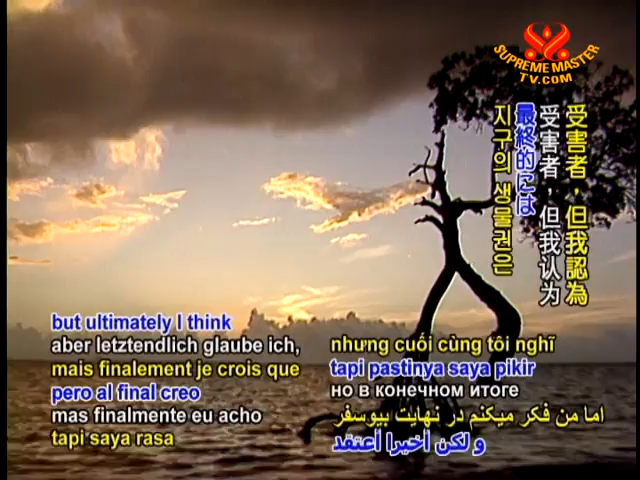 SUPREME MASTER
TV.COM
受害者，但我認為
受害者，但我认为
最終的には
지구의 생물권은
but ultimately I think
aber letztendlich glaube ich,
mais finalement je crois que
pero al final creo
mas finalmente eu acho
tapi saya rasa
nhưng cuối cùng tôi nghĩ
tapi pastinya saya pikir
но в конечном итоге
اما من فكر میکنم در نهایت بیوسفر
و لكن أخيرا أعتقد